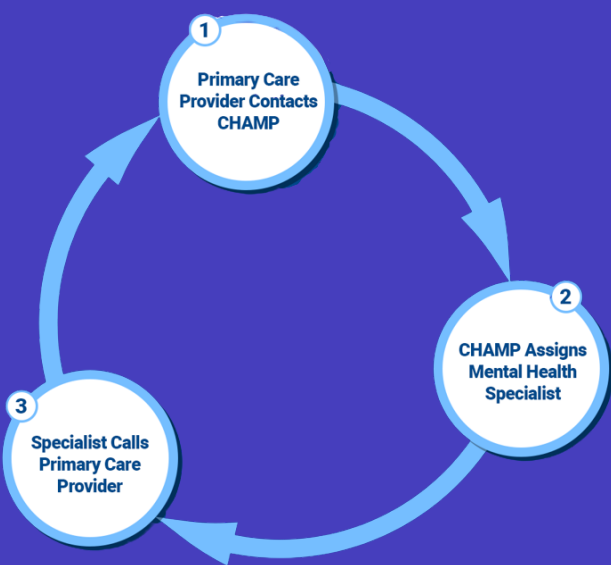 1
Primary Care
Provider Contacts
CHAMP
2
CHAMP Assigns
Mental Health
Specialist
3
Specialist Calls
Primary Care
Provider